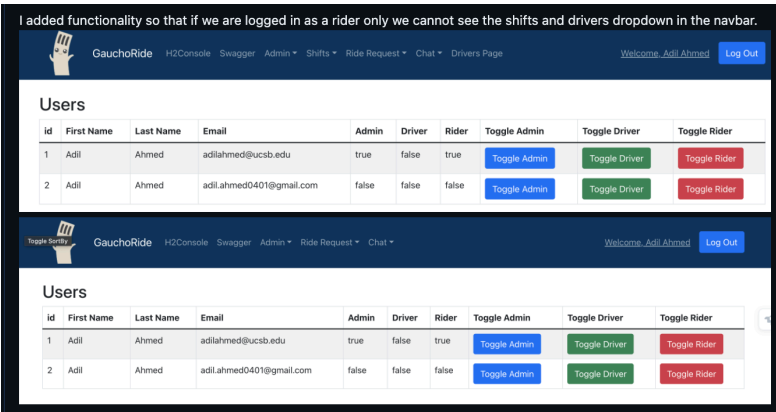 I added functionality so that if we are logged in as a rider only we cannot see the shifts and drivers dropdown in the navbar.
GauchoRide H2Console Swagger Admin Shifts Ride Request Chat Drivers Page Welcome, Adil Ahmed Log Out
Users
id First Name Last Name Email Admin Driver Rider Toggle Admin Toggle Driver Toggle Rider
1 Adil Ahmed adilahmed@ucsb.edu true false true Toggle Admin Toggle Driver Toggle Rider
2 Adil Ahmed adil.ahmed0401@gmail.com false false false Toggle Admin Toggle Driver Toggle Rider
Toggle SortBy GauchoRide H2Console Swagger Admin Ride Request Chat Welcome, Adil Ahmed Log Out
Users
id First Name Last Name Email Admin Driver Rider Toggle Admin Toggle Driver Toggle Rider
1 Adil Ahmed adilahmed@ucsb.edu true false true Toggle Admin Toggle Driver Toggle Rider
2 Adil Ahmed adil.ahmed0401@gmail.com false false false Toggle Admin Toggle Driver Toggle Rider